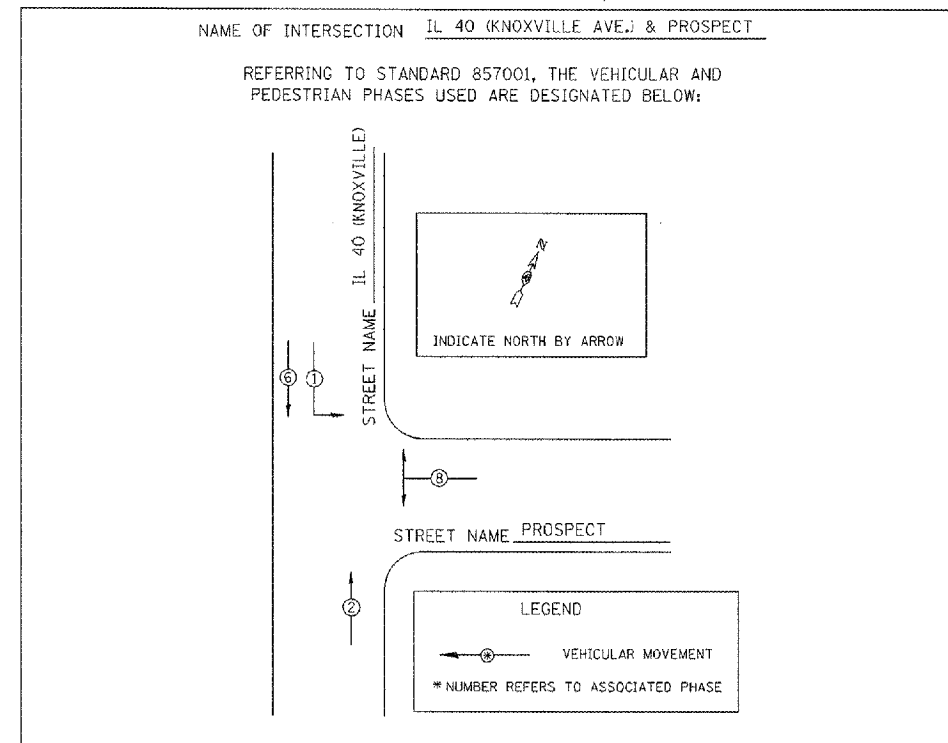 NAME OF INTERSECTION IL 40 (KNOXVILLE AVE.) & PROSPECT
REFERRING TO STANDARD 857001, THE VEHICULAR AND
PEDESTRIAN PHASES USED ARE DESIGNATED BELOW:
STREET NAME IL 40 (KNOXVILLE)
N
INDICATE NORTH BY ARROW
6 1
8
STREET NAME PROSPECT
2
LEGEND
* VEHICULAR MOVEMENT
* NUMBER REFERS TO ASSOCIATED PHASE